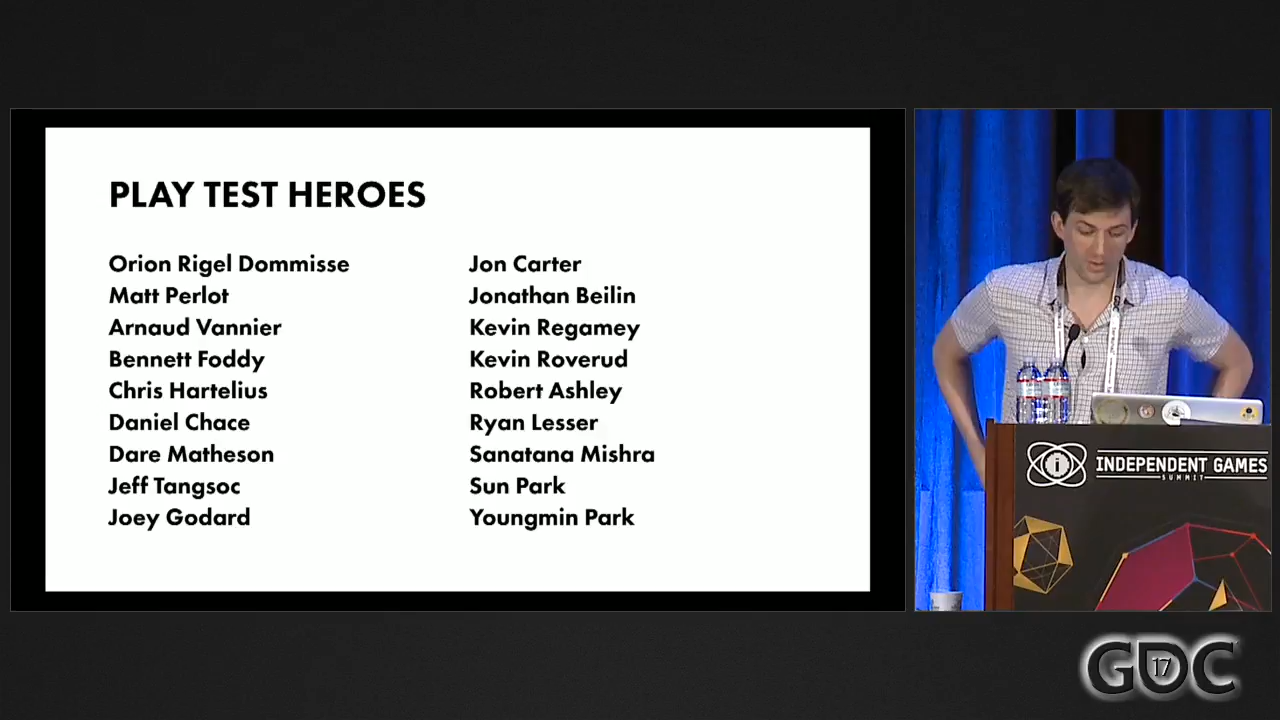 PLAY TEST HEROES
Orion Rigel Dommisse
Matt Perlot
Arnaud Vannier
Bennett Foddy
Chris Hartelius
Daniel Chace
Dare Matheson
Jeff Tangsoc
Joey Godard
Jon Carter
Jonathan Beilin
Kevin Regamey
Kevin Roverud
Robert Ashley
Ryan Lesser
Sanatana Mishra
Sun Park
Youngmin Park
i
INDEPENDENT GAMES
SUMMIT
GDC
17